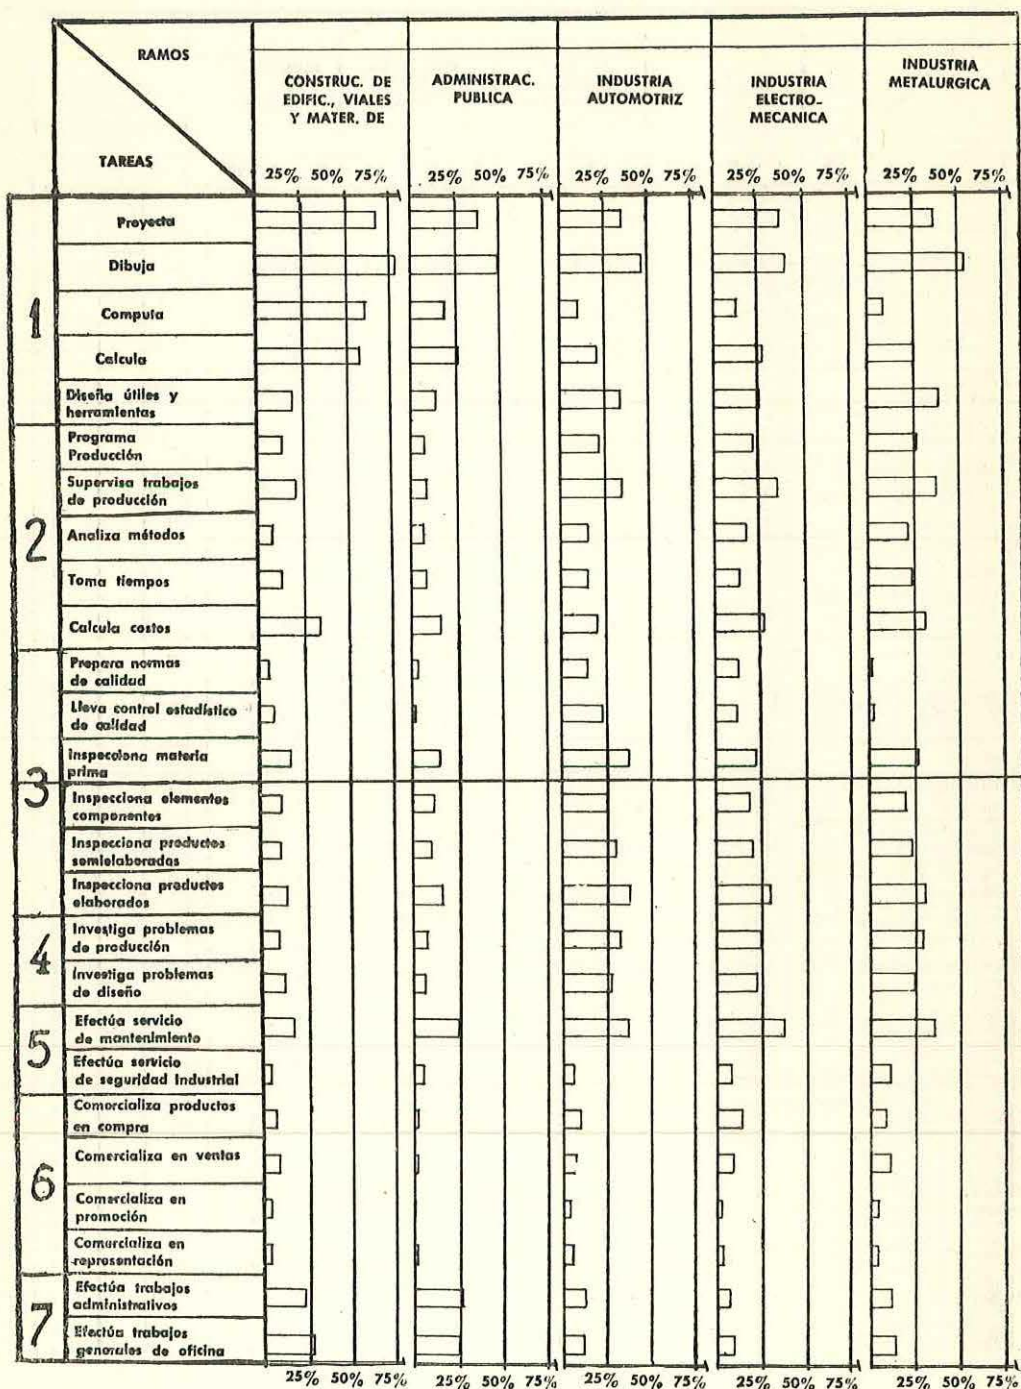 RAMOS
TAREAS
CONSTRUC. DE
EDIFIC., VIALES
Y MATER. DE
ADMINISTRAC.
PUBLICA
INDUSTRIA
AUTOMOTRIZ
INDUSTRIA
ELECTRO-
MECANICA
INDUSTRIA
METALURGICA
25% 50% 75% 25% 50% 75% 25% 50% 75% 25% 50% 75% 25% 50% 75%
1
Proyecta
Dibuja
Computa
Calcula
Diseña útiles y
herramientas
2
Programa
Producción
Supervisa trabajos
de producción
Analiza métodos
Toma tiempos
Calcula costos
3
Prepara normas
de calidad
Lleva control estadístico
de calidad
Inspecciona materia
prima
Inspecciona elementos
componentes
Inspecciona productos
semielaborados
Inspecciona productos
elaborados
4
Investiga problemas
de producción
Investiga problemas
de diseño
5
Efectúa servicio
de mantenimiento
Efectúa servicio
de seguridad Industrial
6
Comercializa productos
en compra
Comercializa en ventas
Comercializa en
promoción
Comercializa en
representación
7
Efectúa trabajos
administrativos
Efectúa trabajos
generales de oficina
25% 50% 75% 25% 50% 75% 25% 50% 75% 25% 50% 75% 25% 50% 75%